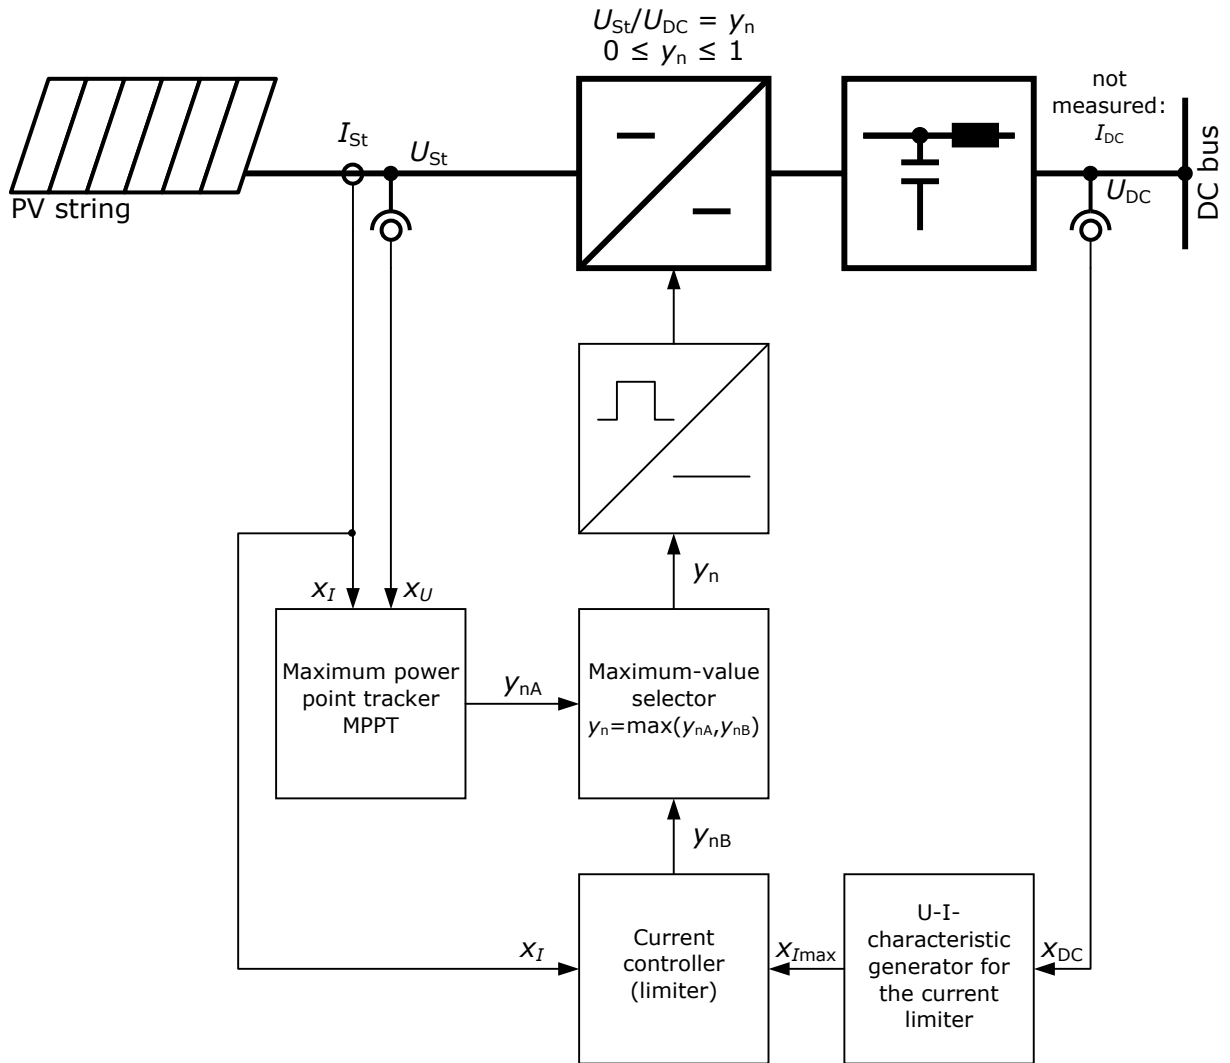 U_St/U_DC = y_n
0 ≤ y_n ≤ 1
not
measured:
I_DC
I_St
U_St
U_DC
DC bus
PV string
y_n
x_I
x_U
Maximum power
point tracker
MPPT
y_nA
Maximum-value
selector
y_n=max(y_nA,y_nB)
y_nB
x_I
Current
controller
(limiter)
x_Imax
U-I-
characteristic
generator for
the current
limiter
x_DC